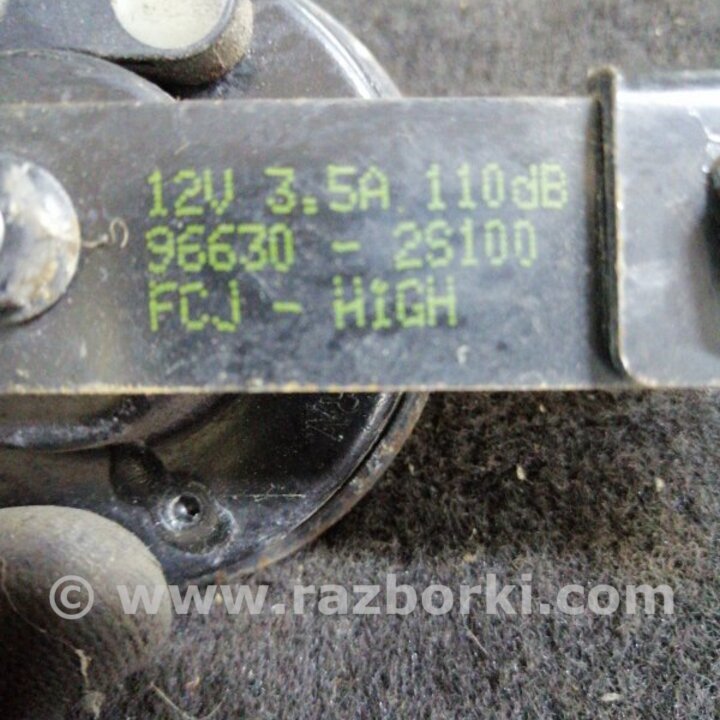 12V 3.5A 110dB
96630 - 2S100
FCJ - HiGH
© www.razborki.com